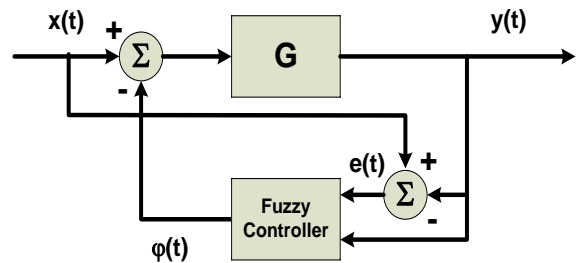 x(t)
y(t)
+
Σ
G
-
e(t)
+
Σ
-
Fuzzy
Controller
φ(t)